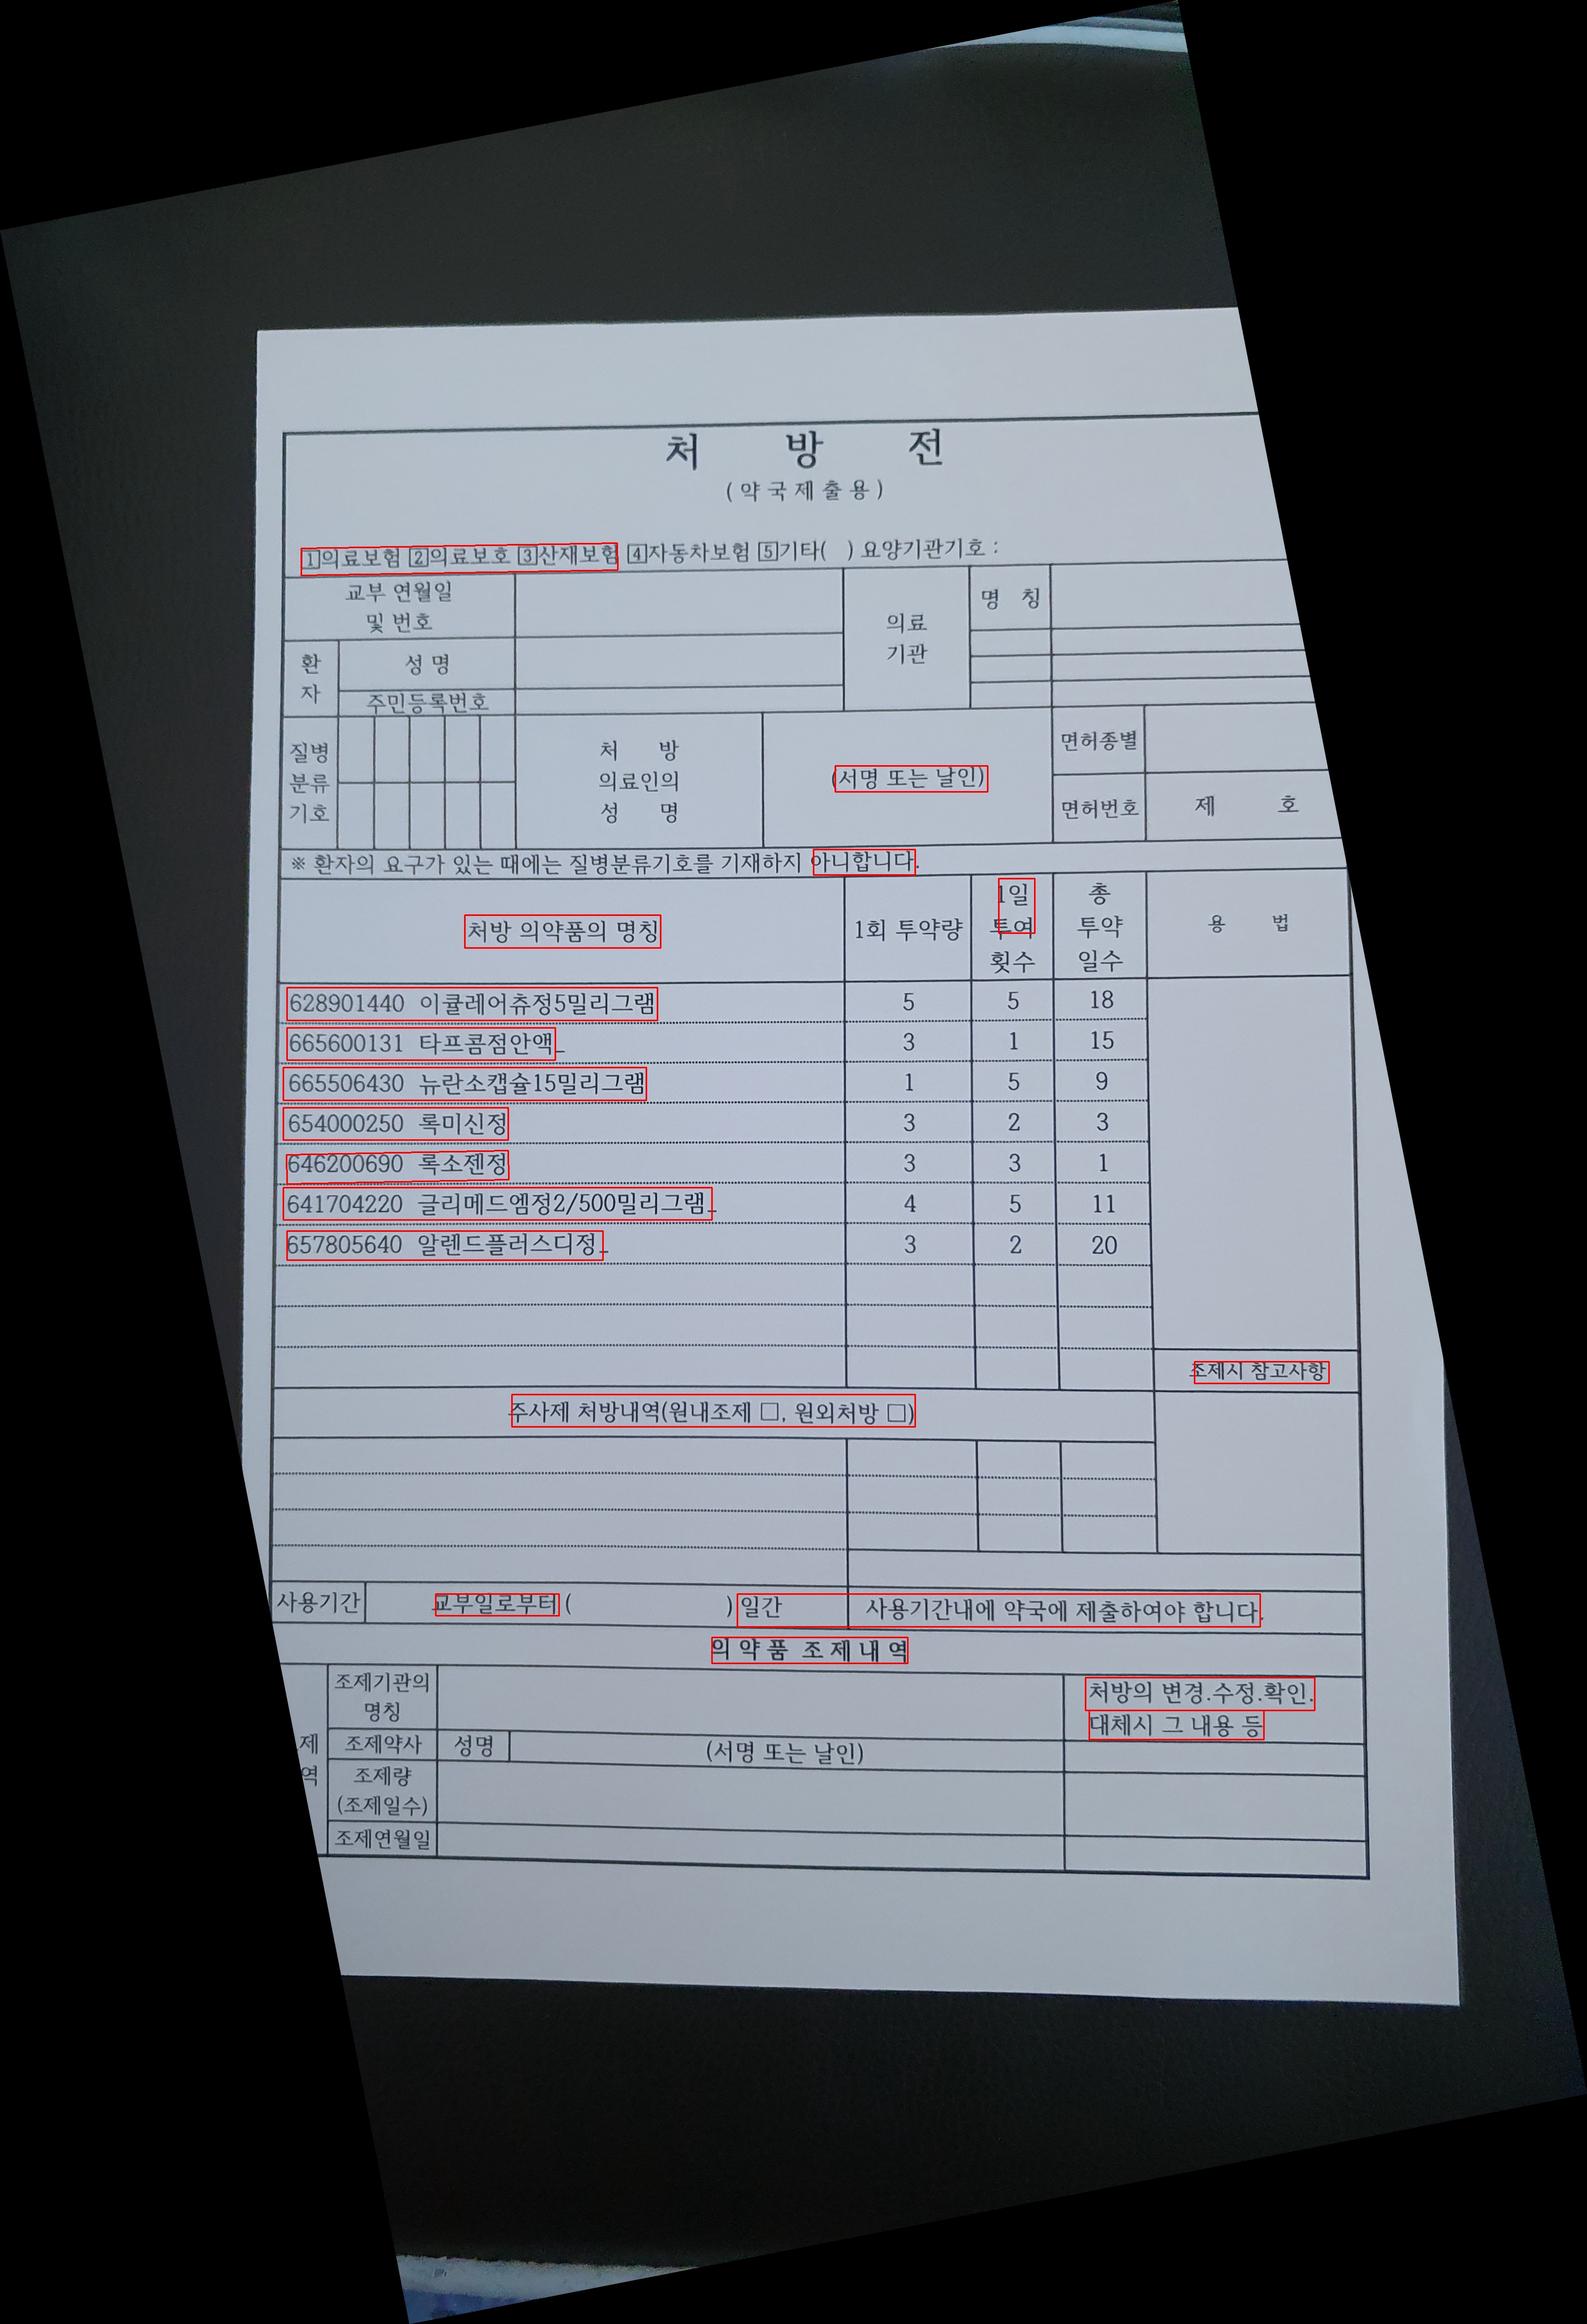 처 방 전
( 약 국 제 출 용 )
1의료보험 2의료보호 3산재보험 4자동차보험 5기타( ) 요양기관기호 :
교부 연월일
및 번호
의료
기관
명 칭
환
자
성 명
주민등록번호
질병
분류
기호
처 방
의료인의
성 명
(서명 또는 날인)
면허종별
면허번호
제 호
※ 환자의 요구가 있는 때에는 질병분류기호를 기재하지 아니합니다.
처방 의약품의 명칭
1회 투약량
1일
투여
횟수
총
투약
일수
용 법
628901440 이큘레어츄정5밀리그램 5 5 18
665600131 타프콤점안액_ 3 1 15
665506430 뉴란소캡슐15밀리그램 1 5 9
654000250 록미신정 3 2 3
646200690 록소젠정 3 3 1
641704220 글리메드엠정2/500밀리그램_ 4 5 11
657805640 알렌드플러스디정_ 3 2 20
조제시 참고사항
주사제 처방내역(원내조제 □, 원외처방 □)
사용기간 교부일로부터 ( ) 일간 사용기간내에 약국에 제출하여야 합니다.
의 약 품 조 제 내 역
제
역
조제기관의
명칭
처방의 변경.수정.확인.
대체시 그 내용 등
조제약사 성명 (서명 또는 날인)
조제량
(조제일수)
조제연월일